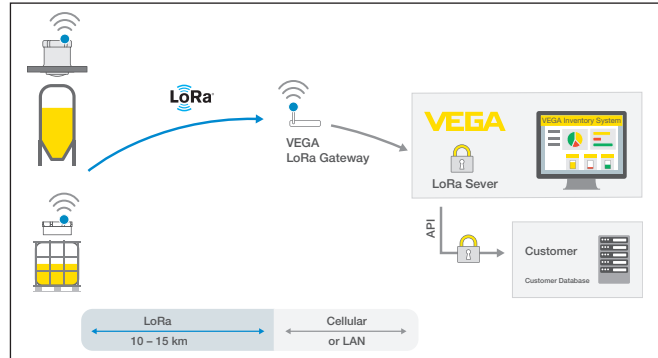 LoRa
VEGA
LoRa Gateway
VEGA
LoRa Sever
VEGA Inventory System
API
Customer
Customer Database
LoRa
10 – 15 km
Cellular
or LAN